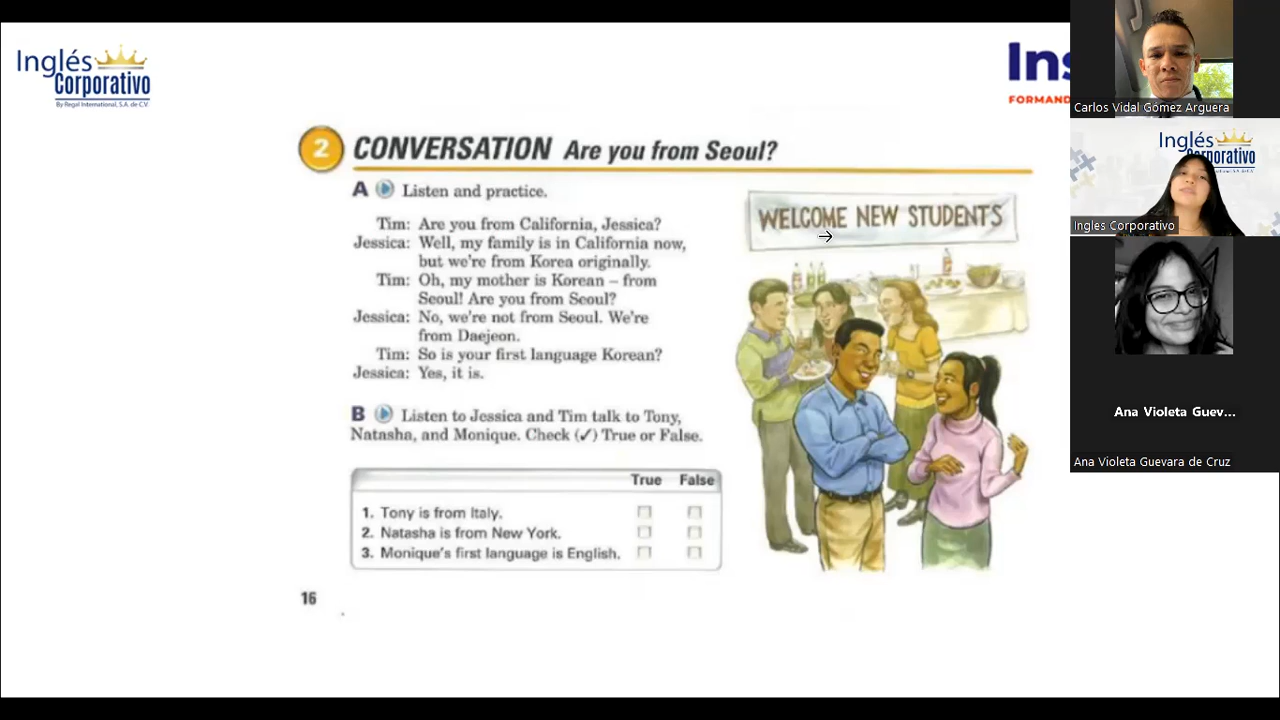 Inglés
Corporativo
By Regal International, S.A. de C.V.
Ins
FORMAND
2 CONVERSATION Are you from Seoul?
A Listen and practice.
Tim: Are you from California, Jessica?
Jessica: Well, my family is in California now,
but we're from Korea originally.
Tim: Oh, my mother is Korean – from
Seoul! Are you from Seoul?
Jessica: No, we're not from Seoul. We're
from Daejeon.
Tim: So is your first language Korean?
Jessica: Yes, it is.
B Listen to Jessica and Tim talk to Tony,
Natasha, and Monique. Check (✓) True or False.
True False
1. Tony is from Italy.
2. Natasha is from New York.
3. Monique's first language is English.
16
WELCOME NEW STUDENTS
Carlos Vidal Gómez Arguera
Inglés
Corporativo
Ingles Corporativo
Ana Violeta Guev...
Ana Violeta Guevara de Cruz